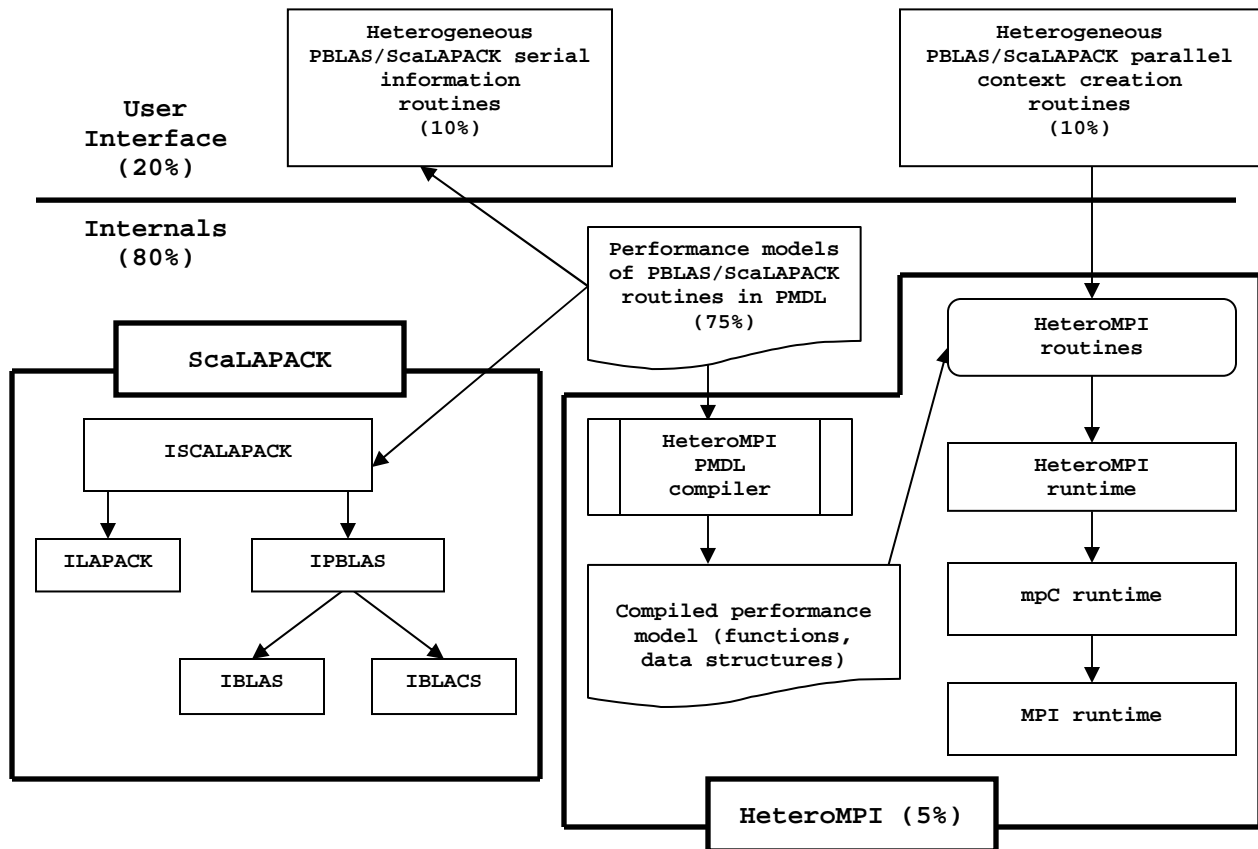 Heterogeneous
PBLAS/ScaLAPACK serial
information
routines
(10%)
Heterogeneous
PBLAS/ScaLAPACK parallel
context creation
routines
(10%)
User
Interface
(20%)
Internals
(80%)
Performance models
of PBLAS/ScaLAPACK
routines in PMDL
(75%)
ScaLAPACK
ISCALAPACK
ILAPACK
IPBLAS
IBLAS
IBLACS
HeteroMPI
PMDL
compiler
Compiled performance
model (functions,
data structures)
HeteroMPI
routines
HeteroMPI
runtime
mpC runtime
MPI runtime
HeteroMPI (5%)